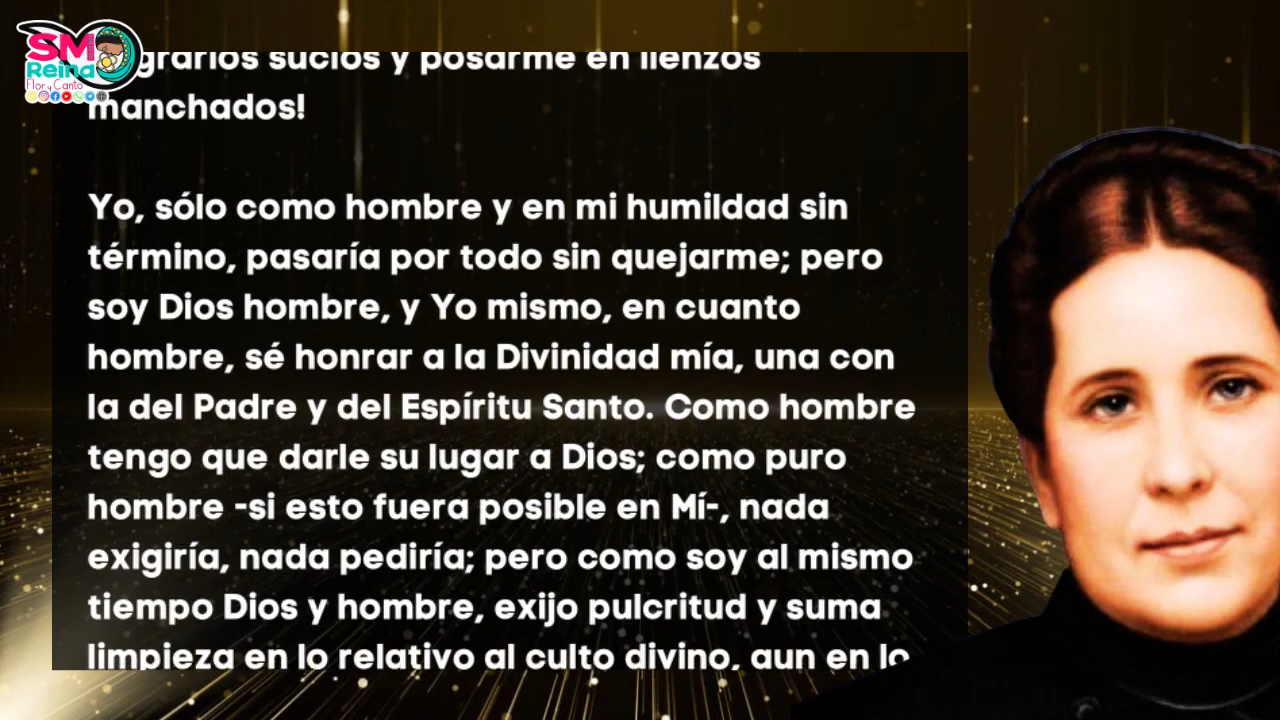 SM
Reina
Flor y Canto
sucios y posarme en lienzos
manchados!
Yo, sólo como hombre y en mi humildad sin
término, pasaría por todo sin quejarme; pero
soy Dios hombre, y Yo mismo, en cuanto
hombre, sé honrar a la Divinidad mía, una con
la del Padre y del Espíritu Santo. Como hombre
tengo que darle su lugar a Dios; como puro
hombre -si esto fuera posible en Mí-, nada
exigiría, nada pediría; pero como soy al mismo
tiempo Dios y hombre, exijo pulcritud y suma
limpieza en lo relativo al culto divino, aun en lo